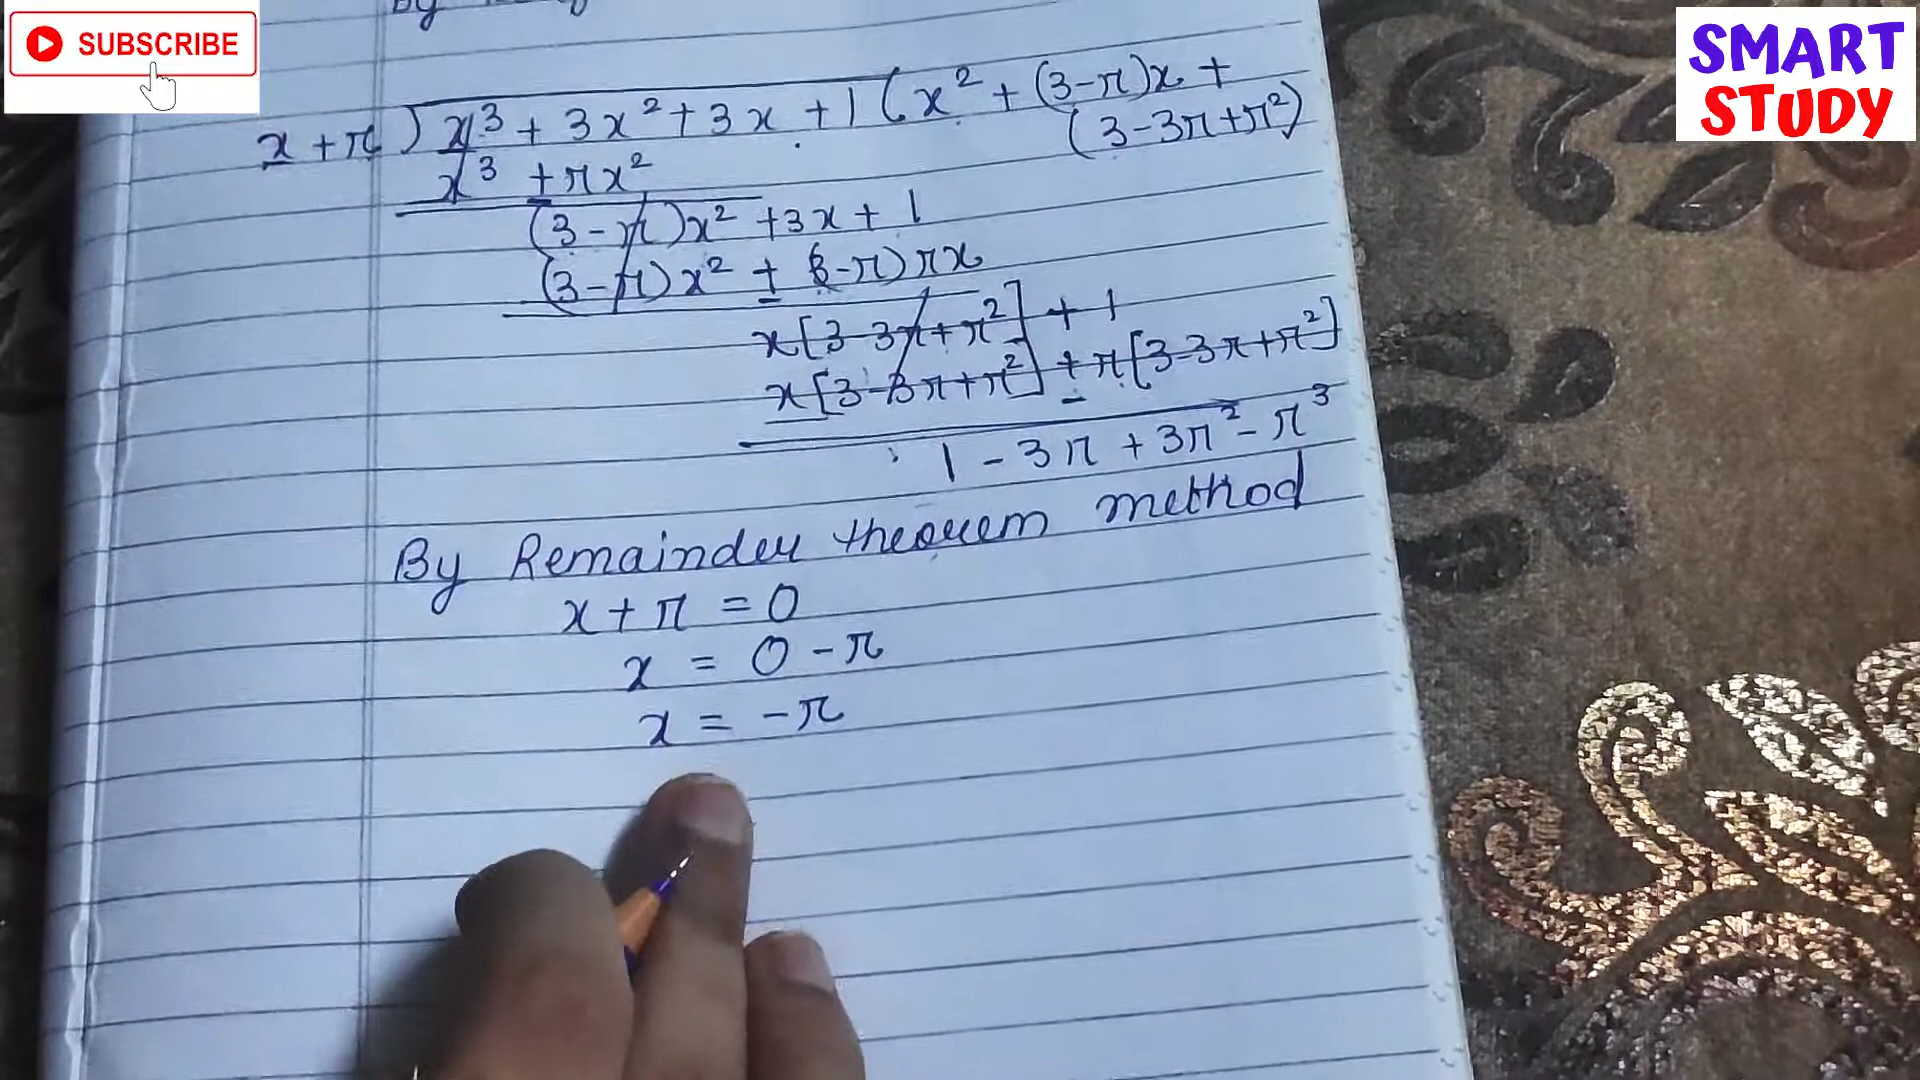 SUBSCRIBE
SMART
STUDY
By
x + π ) x³ + 3x² + 3x + 1 ( x² + (3-π)x +
(3-3π+π²)
x³ + πx²
(3-π)x² + 3x + 1
(3-π)x² + (3-π)πx
x[3-3π+π²] + 1
x[3-3π+π²] + π[3-3π+π²]
1 - 3π + 3π² - π³
By Remainder theorem method
x + π = 0
x = 0 - π
x = -π